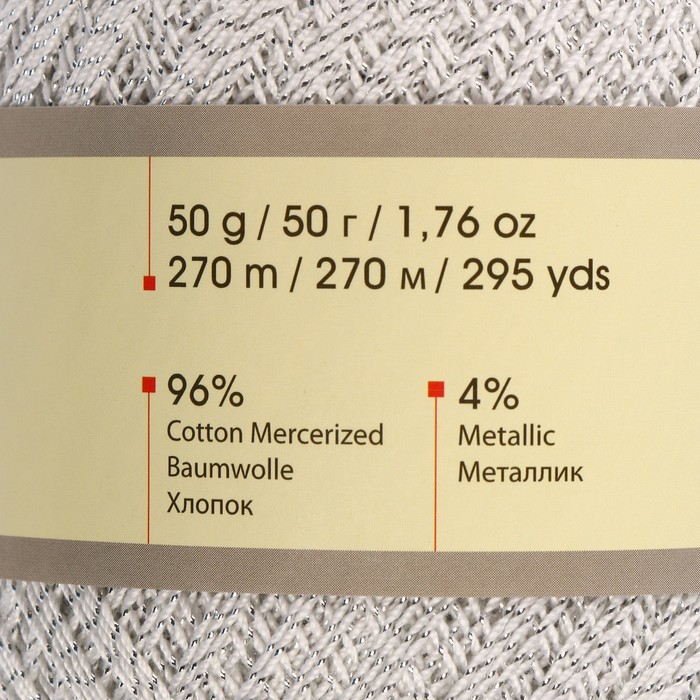 50 g / 50 г / 1,76 oz
270 m / 270 м / 295 yds
96%
Cotton Mercerized
Baumwolle
Хлопок
4%
Metallic
Металлик